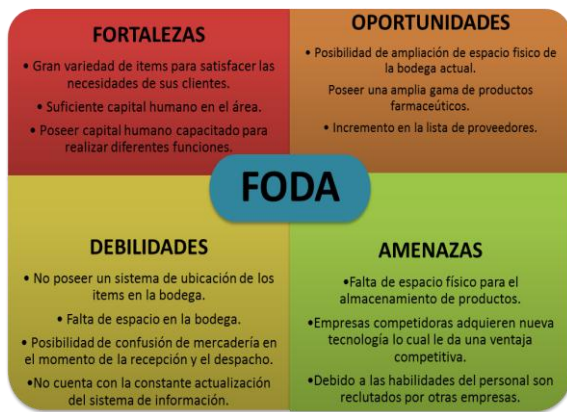 FORTALEZAS
• Gran variedad de items para satisfacer las
necesidades de sus clientes.
• Suficiente capital humano en el área.
• Poseer capital humano capacitado para
realizar diferentes funciones.
OPORTUNIDADES
• Posibilidad de ampliación de espacio fisico de
la bodega actual.
Poseer una amplia gama de productos
farmaceúticos.
• Incremento en la lista de proveedores.
FODA
DEBILIDADES
• No poseer un sistema de ubicación de los
items en la bodega.
• Falta de espacio en la bodega.
• Posibilidad de confusión de mercadería en
el momento de la recepción y el despacho.
•No cuenta con la constante actualización
del sistema de información.
AMENAZAS
•Falta de espacio físico para el
almacenamiento de productos.
•Empresas competidoras adquieren nueva
tecnología lo cual le da una ventaja
competitiva.
•Debido a las habilidades del personal son
reclutados por otras empresas.